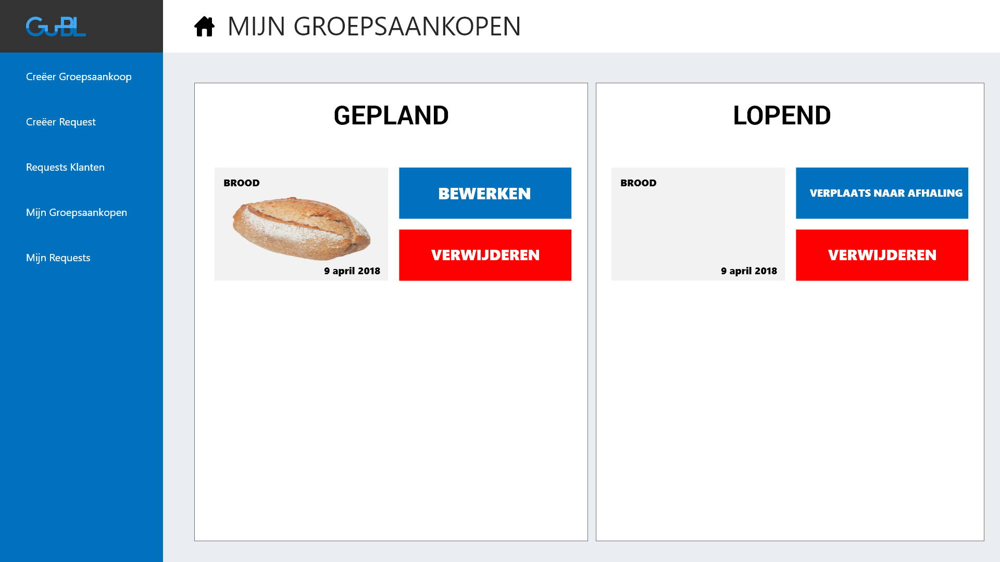 GuBL
MIJN GROEPSAANKOPEN
Creëer Groepsaankoop
Creëer Request
Requests Klanten
Mijn Groepsaankopen
Mijn Requests
GEPLAND
BROOD
9 april 2018
BEWERKEN
VERWIJDEREN
LOPEND
BROOD
9 april 2018
VERPLAATS NAAR AFHALING
VERWIJDEREN